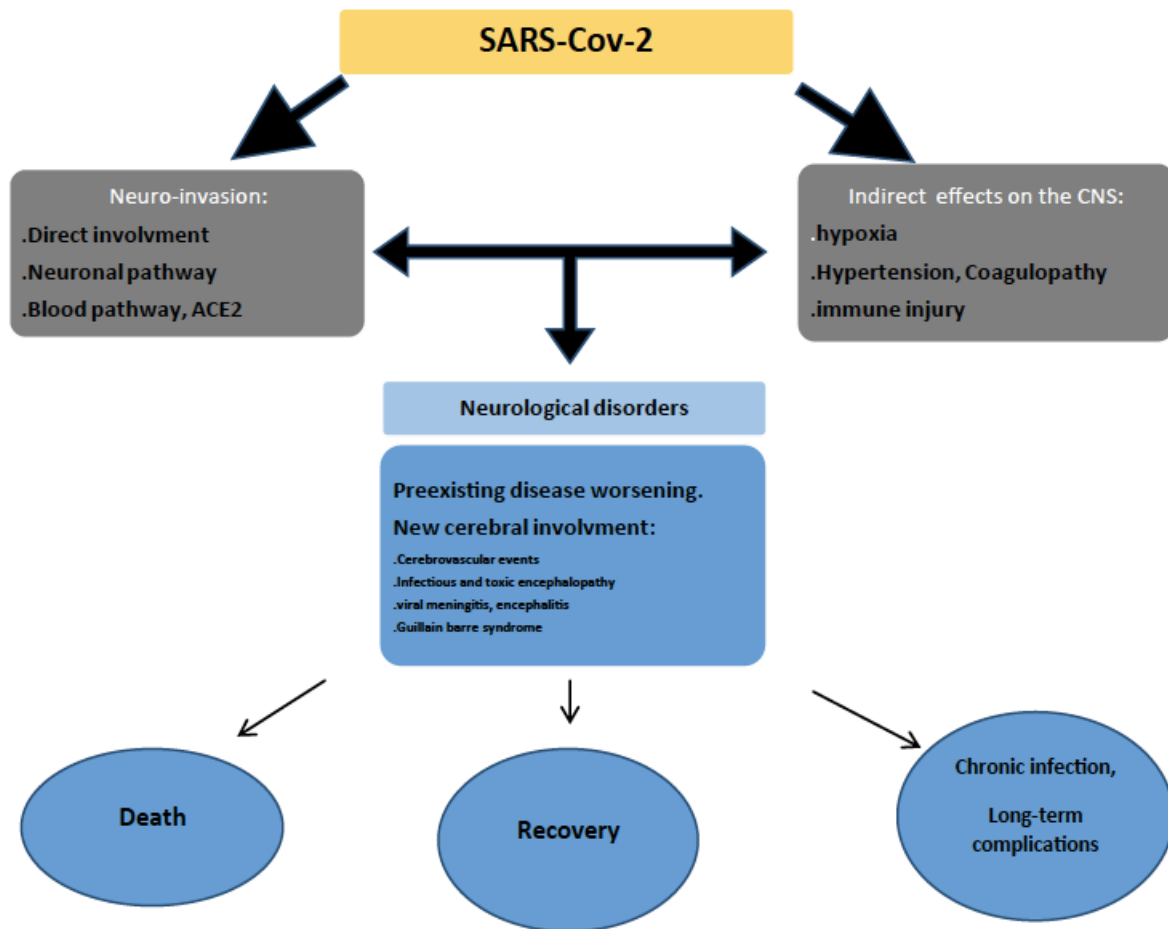 SARS-Cov-2
Neuro-invasion:
.Direct involvment
.Neuronal pathway
.Blood pathway, ACE2
Indirect effects on the CNS:
.hypoxia
.Hypertension, Coagulopathy
.immune injury
Neurological disorders
Preexisting disease worsening.
New cerebral involvment:
.Cerebrovascular events
.Infectious and toxic encephalopathy
.viral meningitis, encephalitis
.Guillain barre syndrome
Death
Recovery
Chronic infection,
Long-term
complications